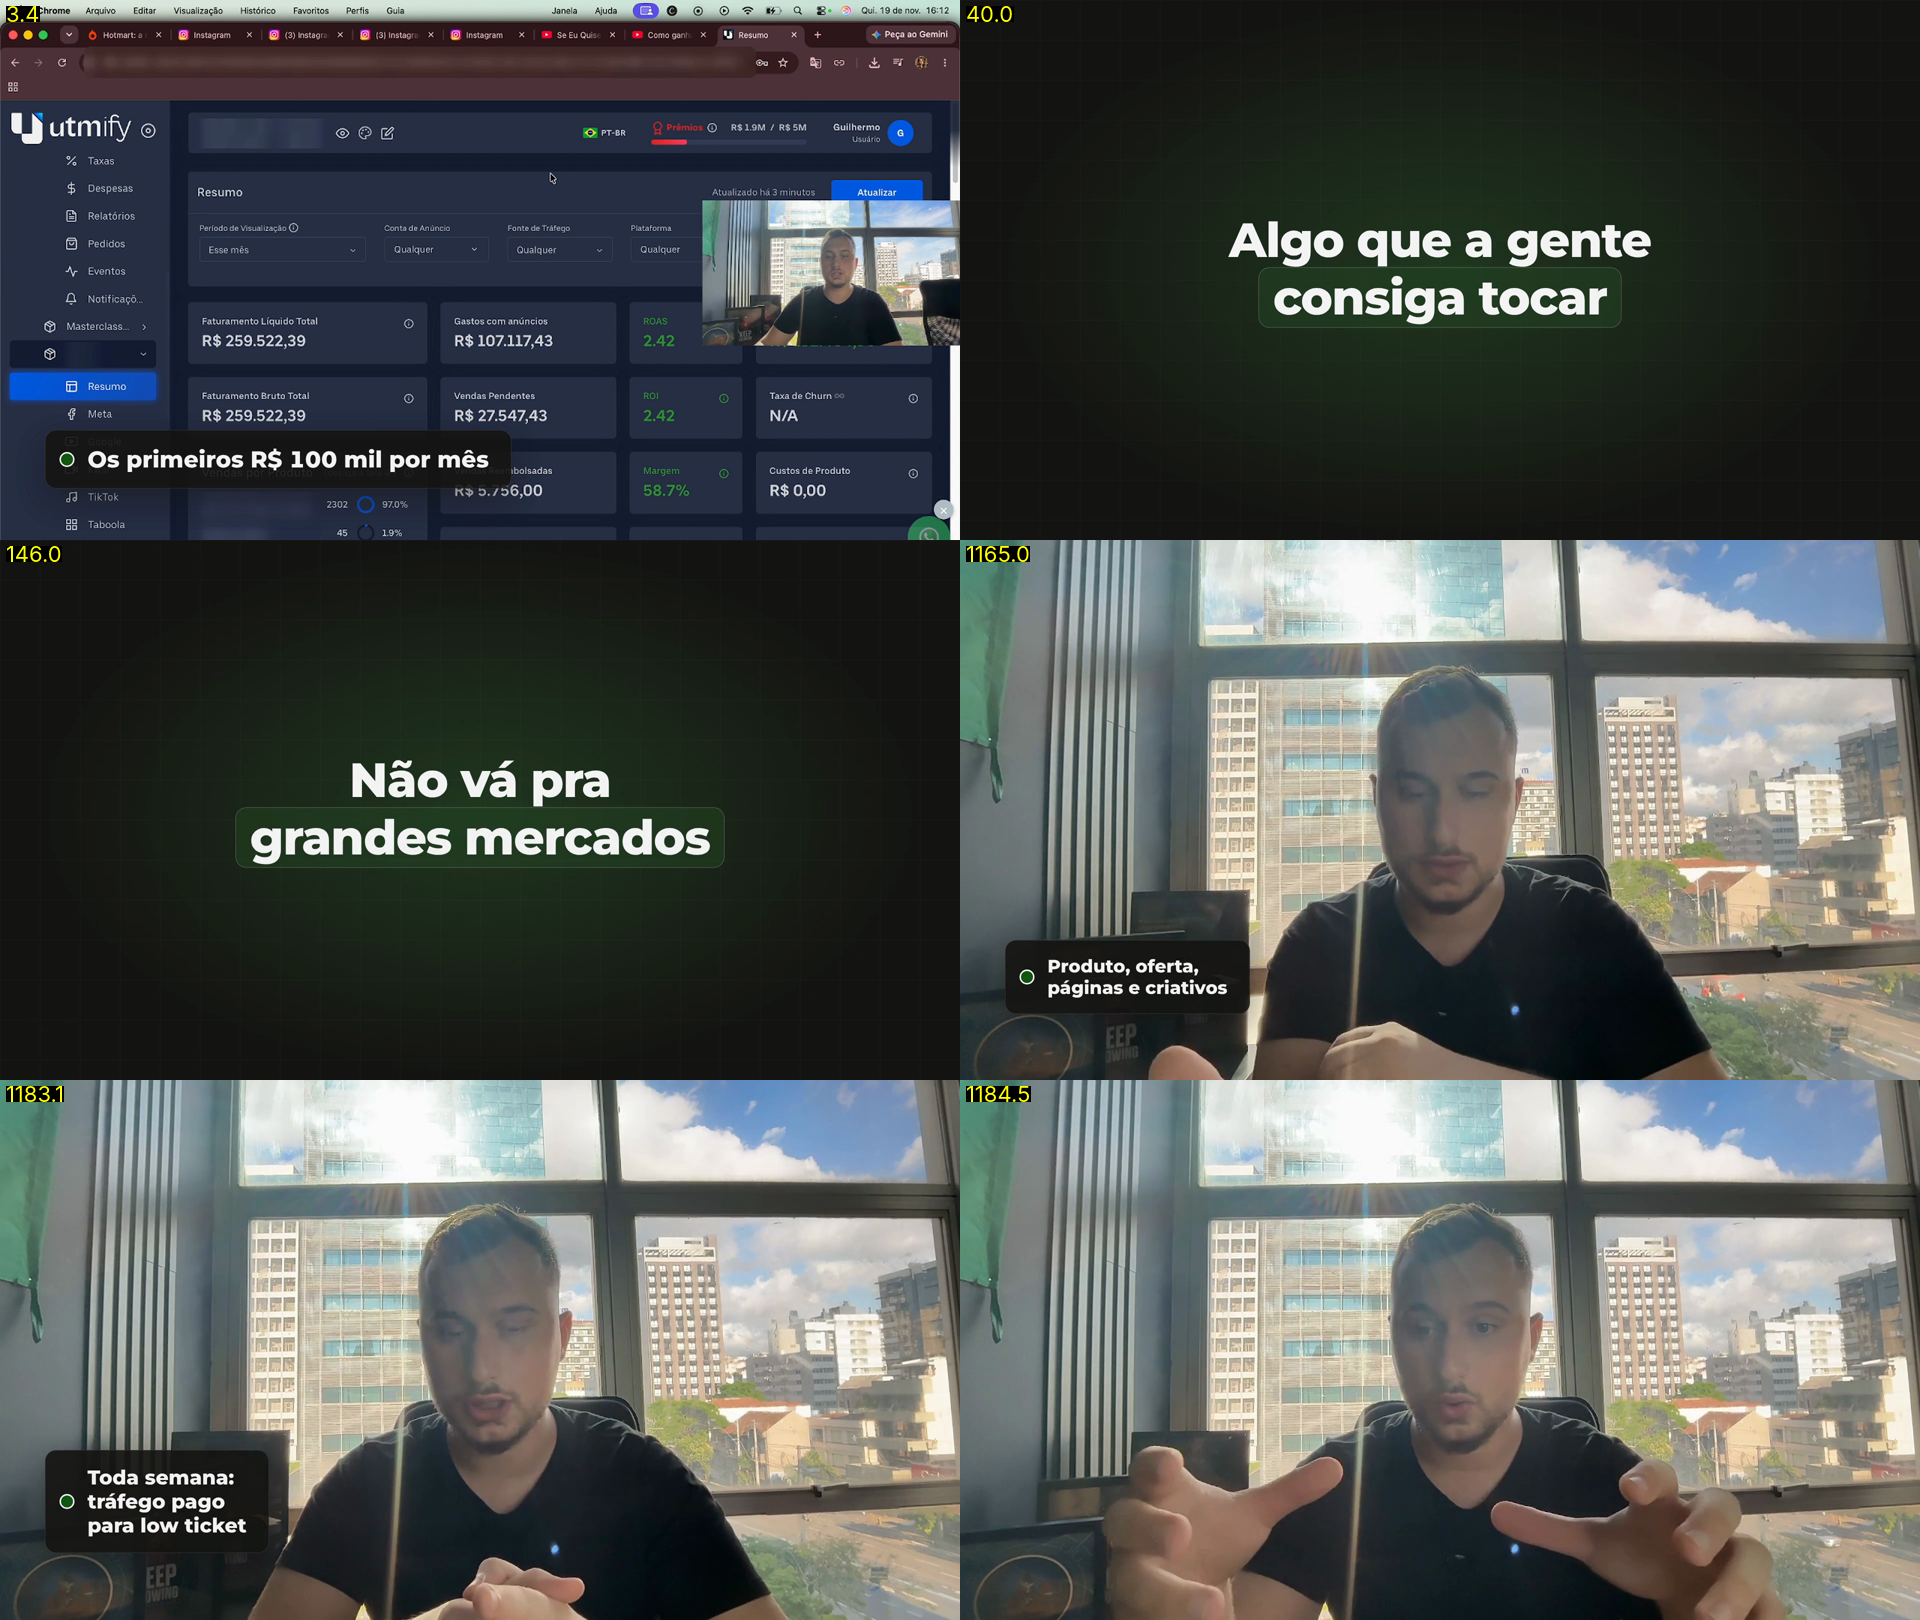 3.4
Chrome Arquivo Editar Visualização Histórico Favoritos Perfis Guia Janela Ajuda Qui. 19 de nov. 16:12
Hotmart: a Instagram (3) Instagra (3) Instagra Instagram Se Eu Quise Como ganh Resumo Peça ao Gemini
utmify
Taxas
Despesas
Relatórios
Pedidos
Eventos
Notificaçõ...
Masterclass...
Resumo
Meta
Google
TikTok
Taboola
PT-BR
Prêmios
R$ 1.9M / R$ 5M
Guilhermo
Usuário
G
Resumo
Atualizado há 3 minutos
Atualizar
Período de Visualização
Esse mês
Conta de Anúncio
Qualquer
Fonte de Tráfego
Qualquer
Plataforma
Qualquer
Faturamento Líquido Total
R$ 259.522,39
Gastos com anúncios
R$ 107.117,43
ROAS
2.42
Faturamento Bruto Total
R$ 259.522,39
Vendas Pendentes
R$ 27.547,43
ROI
2.42
Taxa de Churn
N/A
Os primeiros R$ 100 mil por mês
R$ 5.756,00
Margem
58.7%
Custos de Produto
R$ 0,00
2302
97.0%
45
1.9%
40.0
Algo que a gente
consiga tocar
146.0
Não vá pra
grandes mercados
1165.0
Produto, oferta,
páginas e criativos
EEP
OWING
1183.1
Toda semana:
tráfego pago
para low ticket
EEP
OWING
1184.5